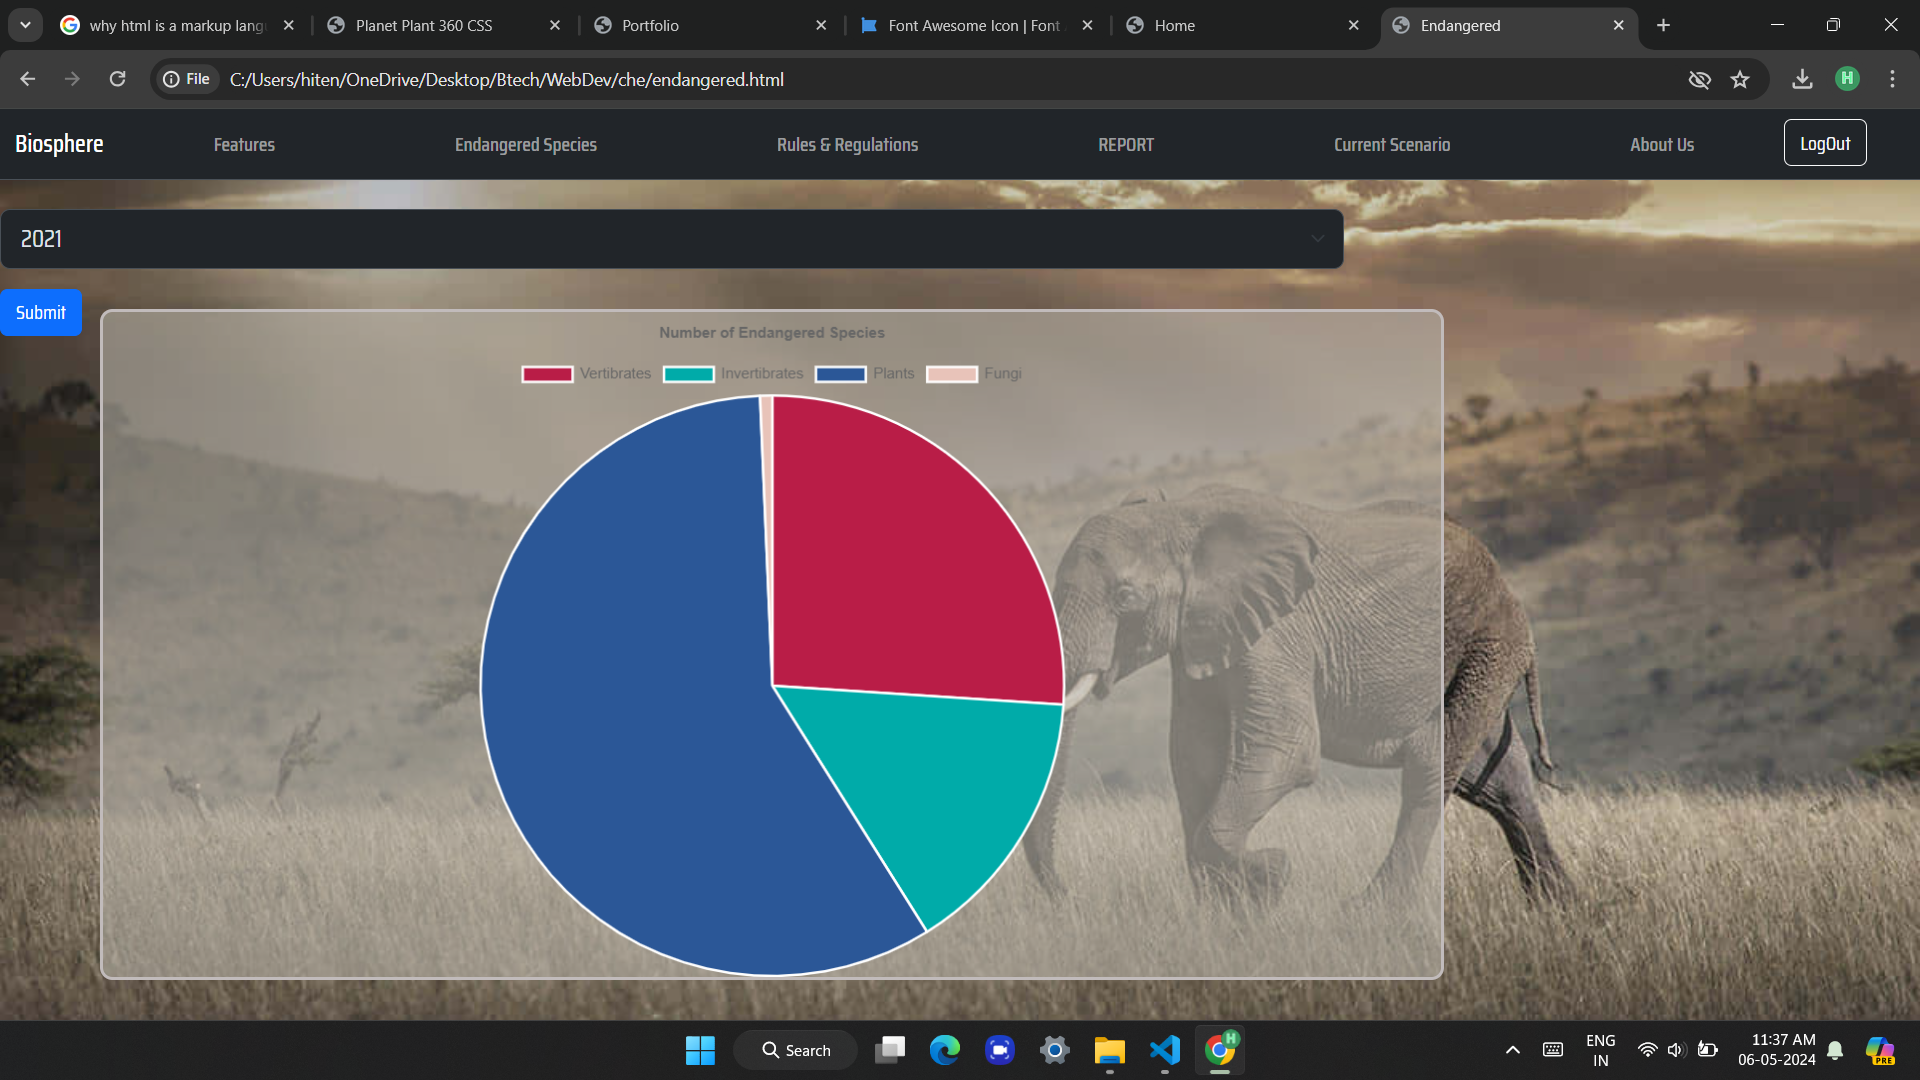 why html is a markup lang
Planet Plant 360 CSS
Portfolio
Font Awesome Icon | Font
Home
Endangered
File
C:/Users/hiten/OneDrive/Desktop/Btech/WebDev/che/endangered.html
H
Biosphere
Features
Endangered Species
Rules & Regulations
REPORT
Current Scenario
About Us
LogOut
2021
Submit
Number of Endangered Species
Vertibrates
Invertibrates
Plants
Fungi
Search
H
ENG
IN
11:37 AM
06-05-2024
PRE